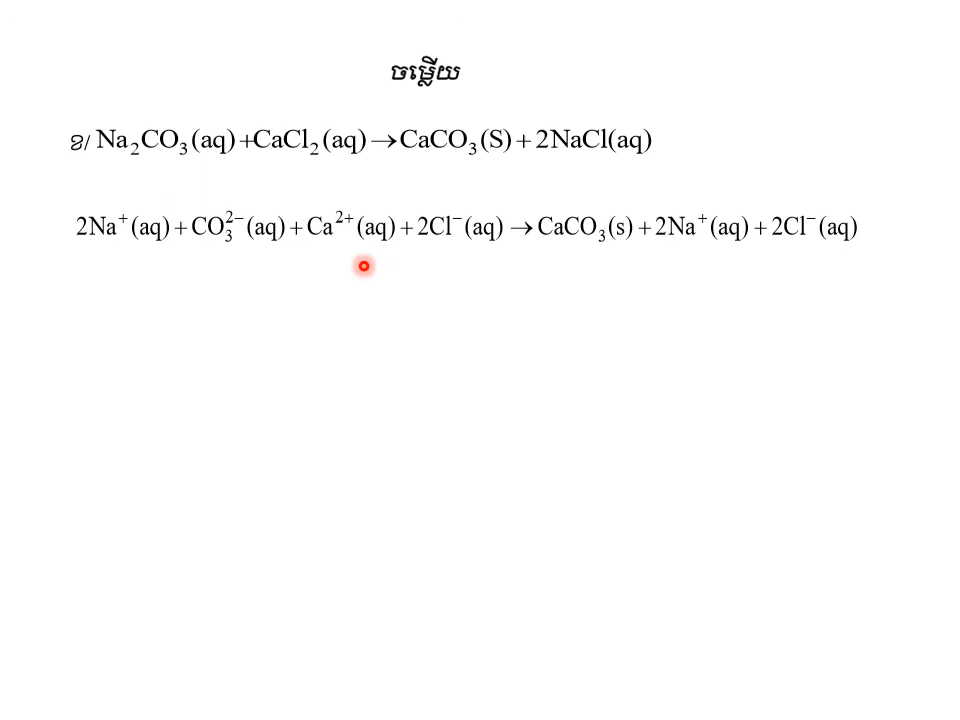 ចម្លើយ
ខ/ Na₂CO₃(aq)+CaCl₂(aq)→CaCO₃(S)+2NaCl(aq)
2Na⁺(aq)+CO₃²⁻(aq)+Ca²⁺(aq)+2Cl⁻(aq)→CaCO₃(s)+2Na⁺(aq)+2Cl⁻(aq)